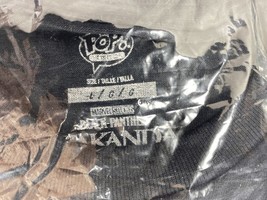 POP!
SIZE / TAILLE / TALLA
L / G / G
MARVEL STUDIOS
BLACK PANTHER
WAKANDA